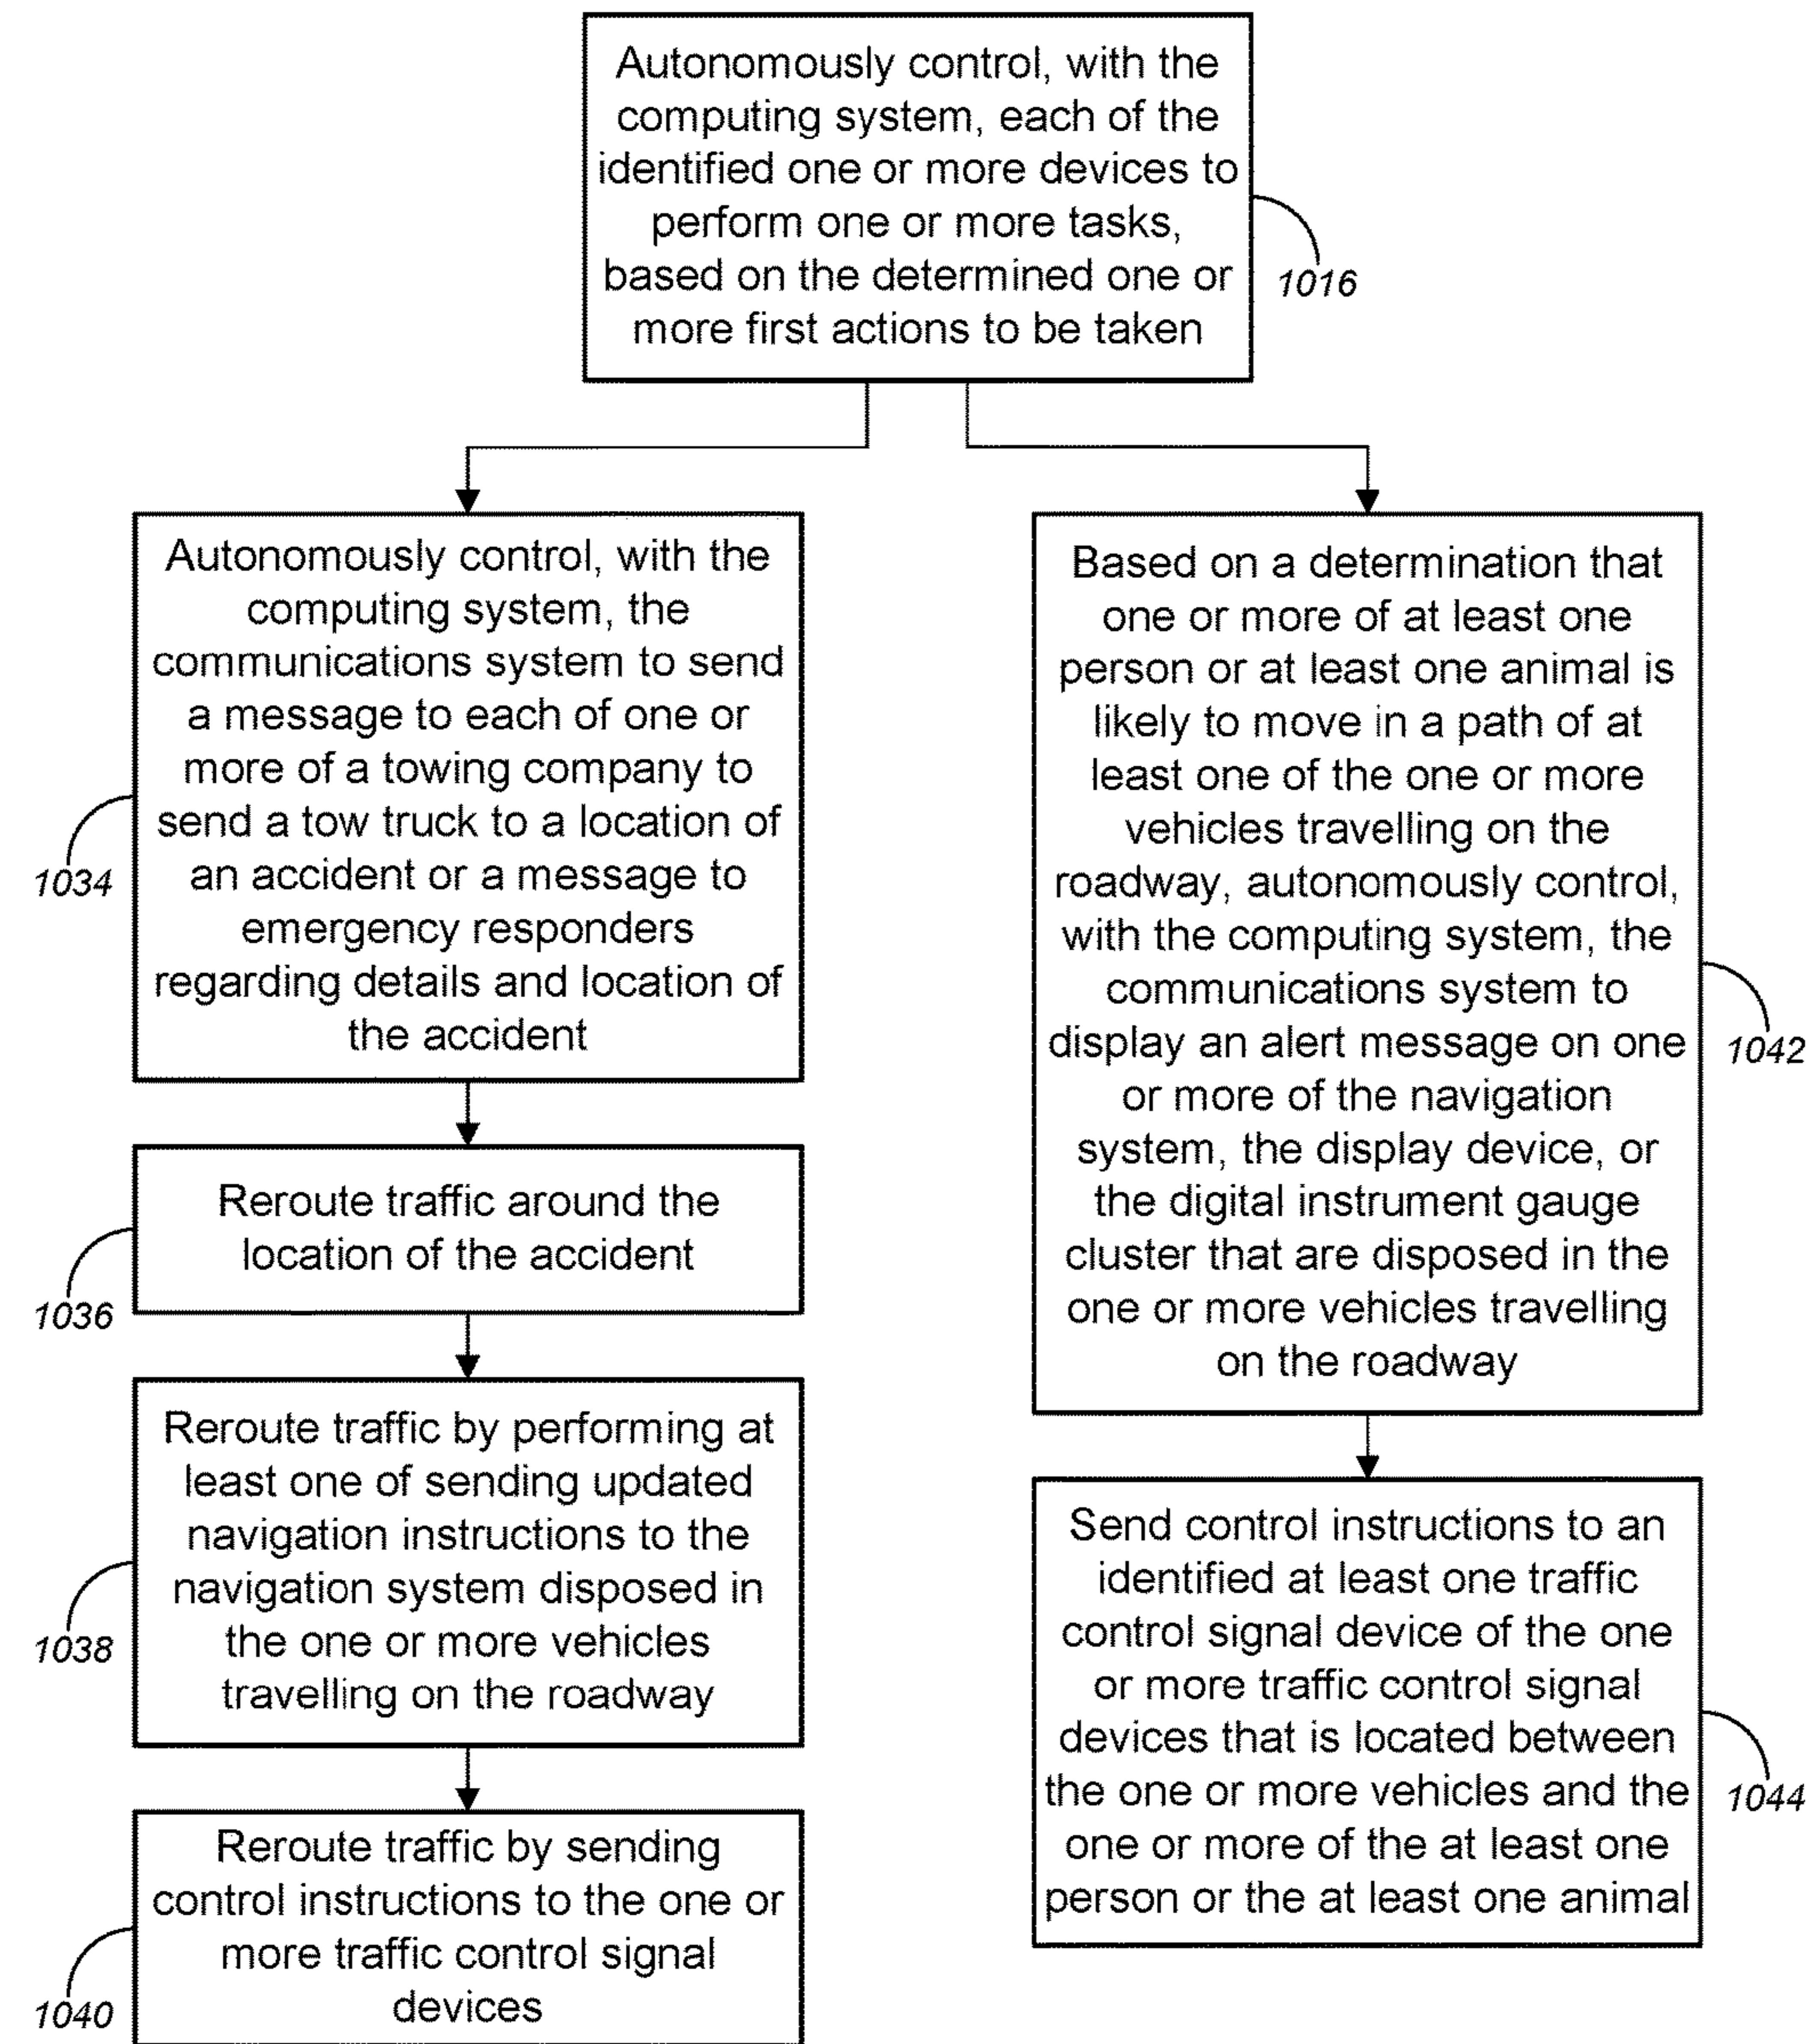 Autonomously control, with the
computing system, each of the
identified one or more devices to
perform one or more tasks,
based on the determined one or
more first actions to be taken
1016
Autonomously control, with the
computing system, the
communications system to send
a message to each of one or
more of a towing company to
send a tow truck to a location of
an accident or a message to
emergency responders
regarding details and location of
the accident
1034
Reroute traffic around the
location of the accident
1036
Reroute traffic by performing at
least one of sending updated
navigation instructions to the
navigation system disposed in
the one or more vehicles
travelling on the roadway
1038
Reroute traffic by sending
control instructions to the one or
more traffic control signal
devices
1040
Based on a determination that
one or more of at least one
person or at least one animal is
likely to move in a path of at
least one of the one or more
vehicles travelling on the
roadway, autonomously control,
with the computing system, the
communications system to
display an alert message on one
or more of the navigation
system, the display device, or
the digital instrument gauge
cluster that are disposed in the
one or more vehicles travelling
on the roadway
1042
Send control instructions to an
identified at least one traffic
control signal device of the one
or more traffic control signal
devices that is located between
the one or more vehicles and the
one or more of the at least one
person or the at least one animal
1044